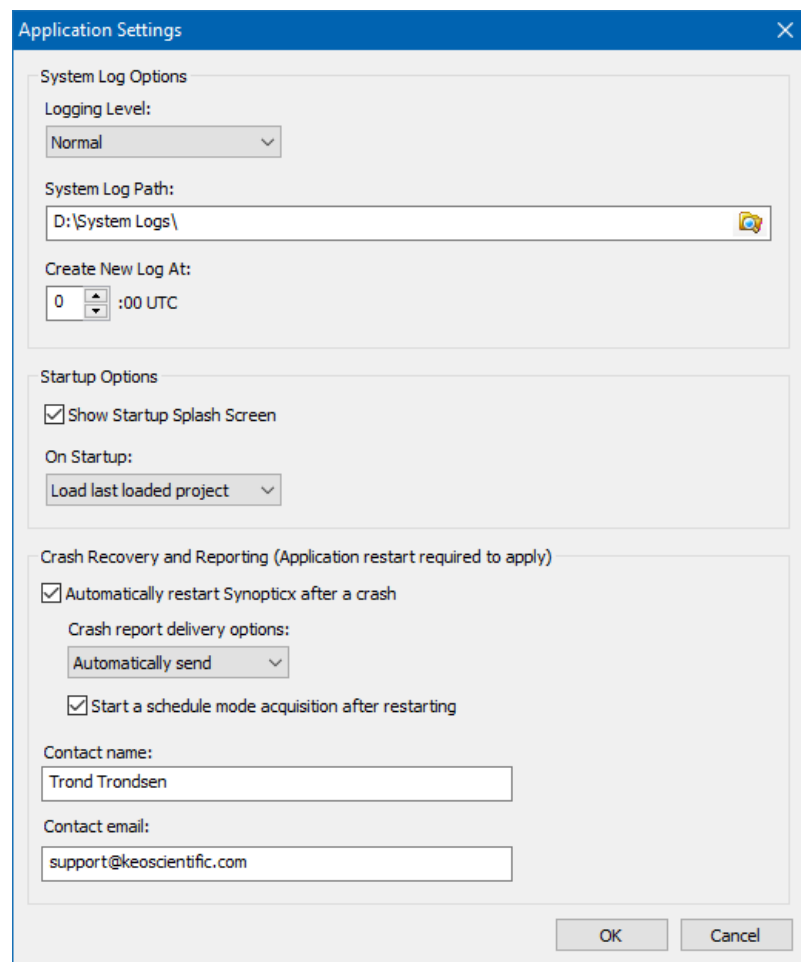 Application Settings
System Log Options
Logging Level:
Normal
System Log Path:
D:\System Logs\
Create New Log At:
0 :00 UTC
Startup Options
Show Startup Splash Screen
On Startup:
Load last loaded project
Crash Recovery and Reporting (Application restart required to apply)
Automatically restart Synopticx after a crash
Crash report delivery options:
Automatically send
Start a schedule mode acquisition after restarting
Contact name:
Trond Trondsen
Contact email:
support@keoscientific.com
OK Cancel